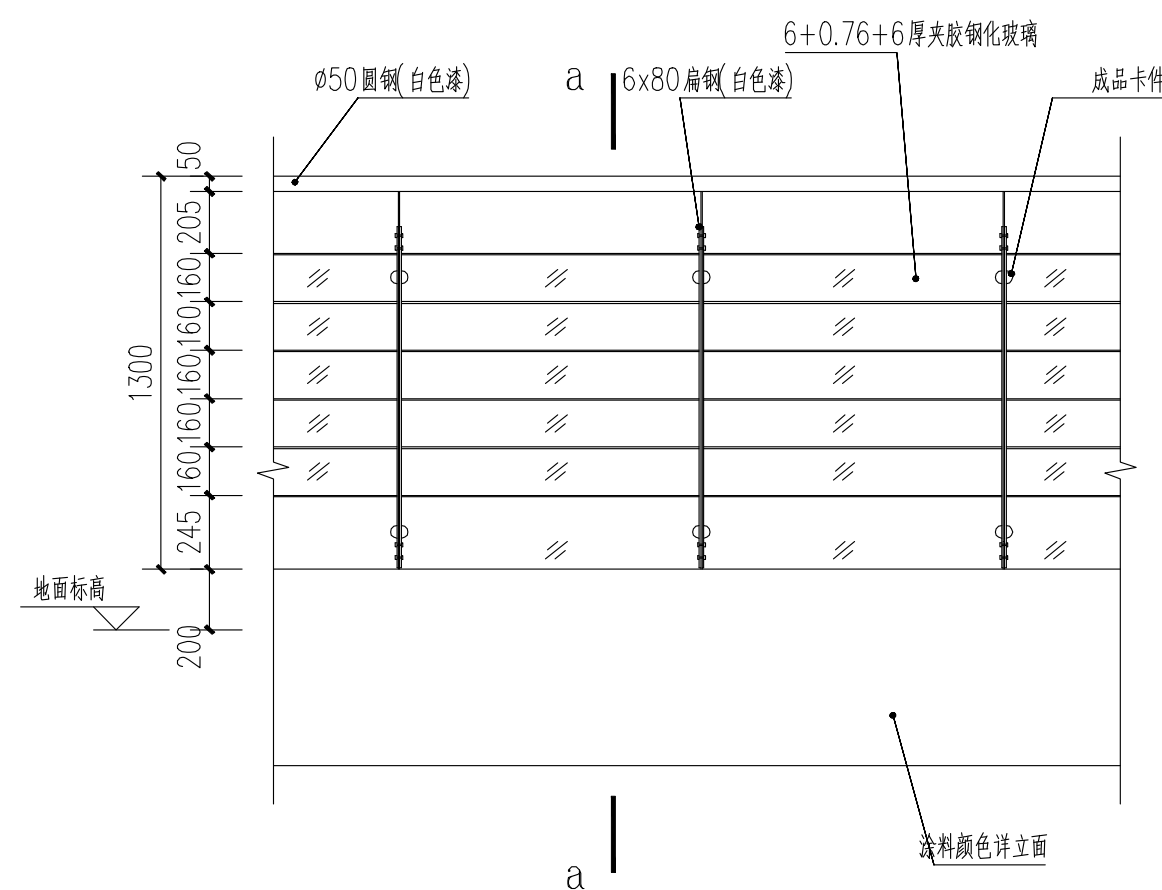 6+0.76+6厚夹胶钢化玻璃
ø50圆钢(白色漆)
a
6x80扁钢(白色漆)
成品卡件
50
205
160
160
160
160
160
245
1300
200
地面标高
涂料颜色详立面
a